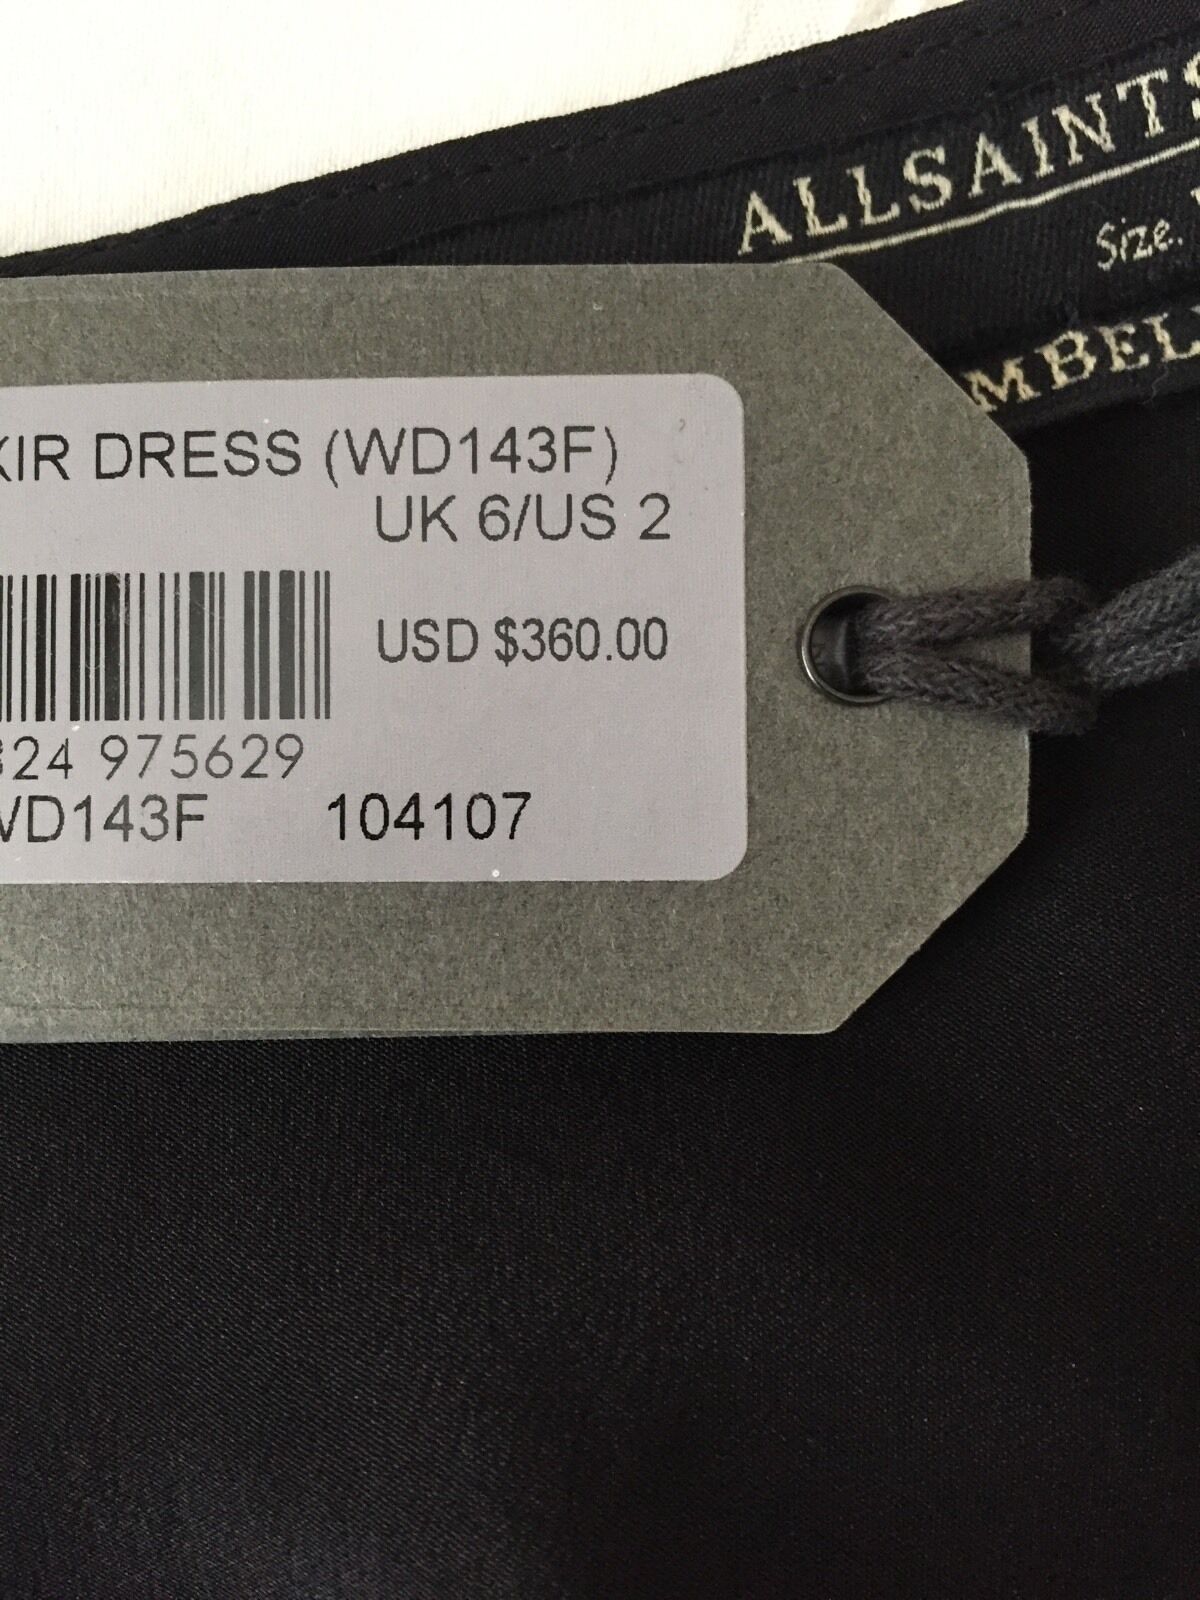 ALLSAINTS
Size.
MBEL
KIR DRESS (WD143F)
UK 6/US 2
USD $360.00
324 975629
WD143F 104107